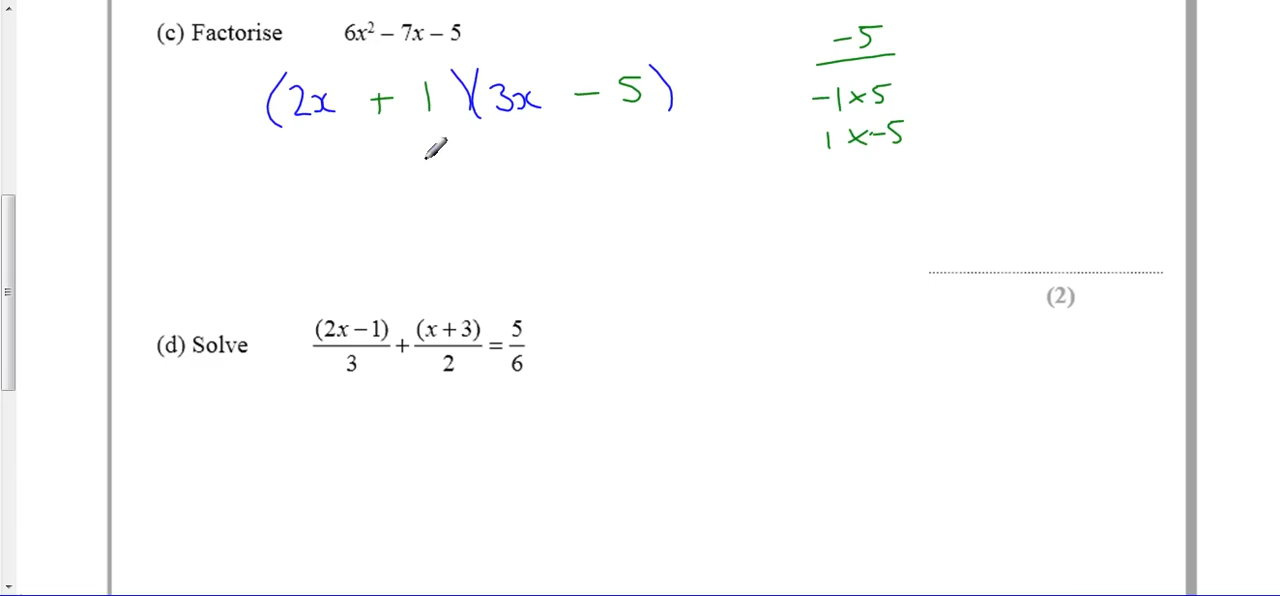 (c) Factorise 6x² – 7x – 5
(2x + 1)(3x - 5)
-5
-1 x 5
1 x -5
(2)
(d) Solve (2x – 1)/3 + (x + 3)/2 = 5/6